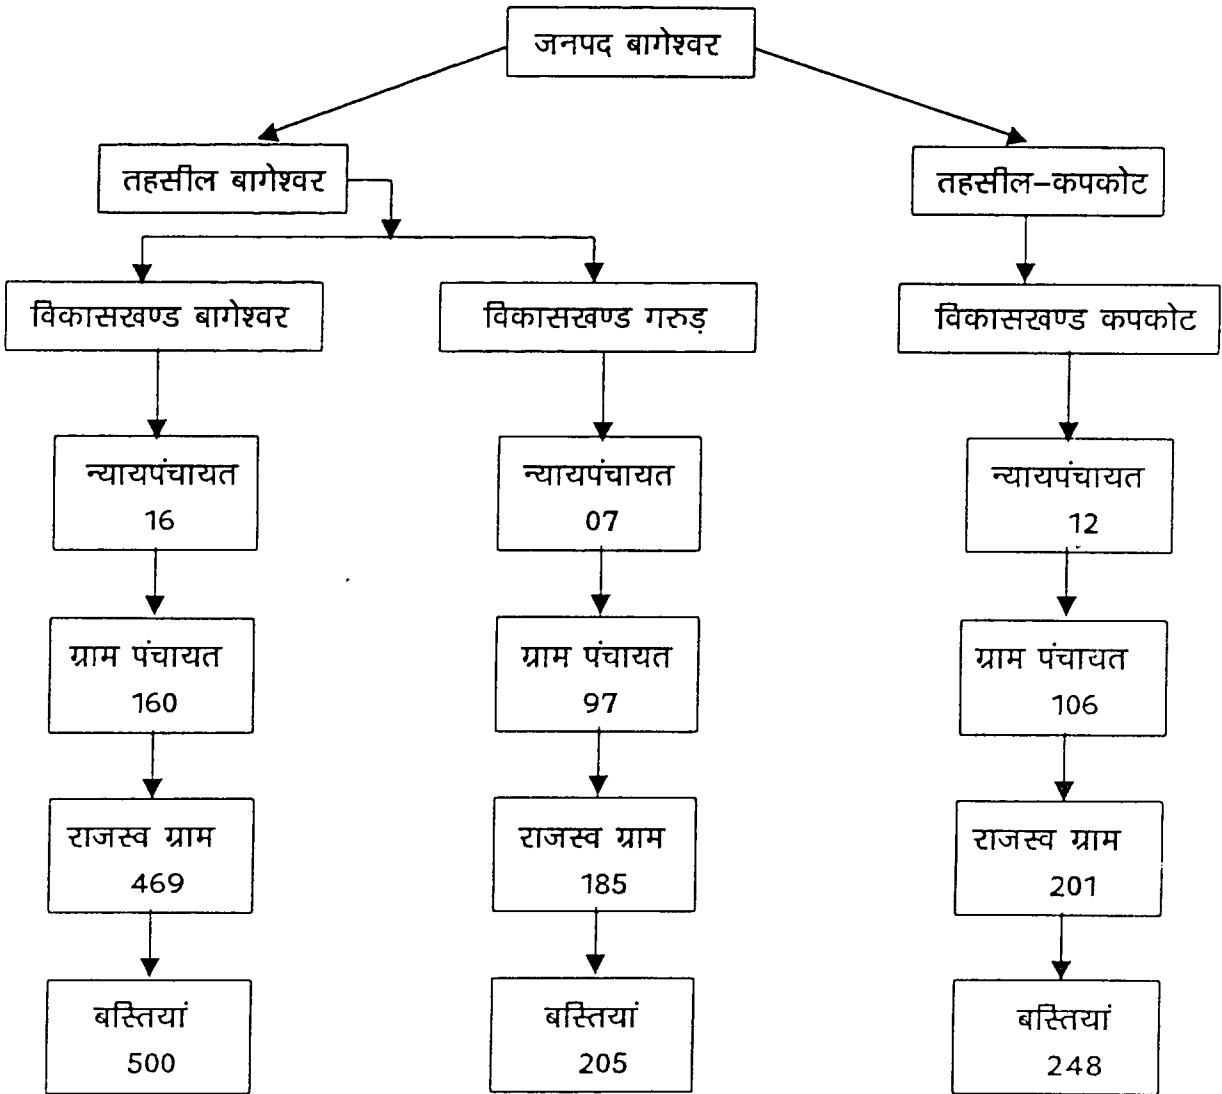 जनपद बागेश्वर
तहसील बागेश्वर
तहसील-कपकोट
विकासखण्ड बागेश्वर
विकासखण्ड गरुड़
विकासखण्ड कपकोट
न्यायपंचायत
16
न्यायपंचायत
07
न्यायपंचायत
12
ग्राम पंचायत
160
ग्राम पंचायत
97
ग्राम पंचायत
106
राजस्व ग्राम
469
राजस्व ग्राम
185
राजस्व ग्राम
201
बस्तियां
500
बस्तियां
205
बस्तियां
248